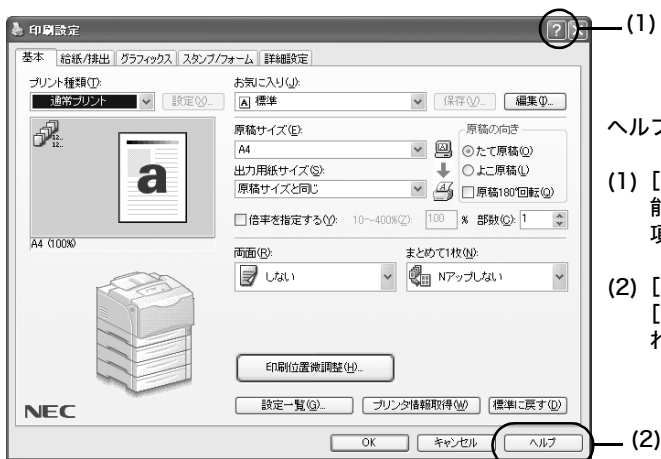 印刷設定
(1)
基本 給紙/排出 グラフィックス スタンプ/フォーム 詳細設定
プリント種類(T):
通常プリント 設定(X)...
お気に入り(J):
標準 保存(V)... 編集(I)...
原稿サイズ(E):
A4
出力用紙サイズ(S):
原稿サイズと同じ
原稿の向き
たて原稿(O)
よこ原稿(L)
原稿180°回転(Q)
倍率を指定する(Y): 10～400%(Z): 100 % 部数(C): 1
A4 (100%)
両面(R):
しない
まとめて1枚(N):
Nアップしない
印刷位置微調整(H)...
NEC
設定一覧(G)... プリンタ情報取得(W) 標準に戻す(D)
OK キャンセル ヘルプ
(2)
ヘルプ
(1) [
能
項
(2) [
[
れ